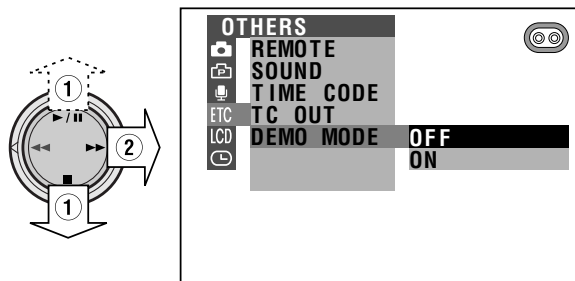 OTHERS
REMOTE
SOUND
TIME CODE
ETC TC OUT
LCD DEMO MODE OFF
ON
P
1
►/❚❚
◄◄ ►► 2
■
1